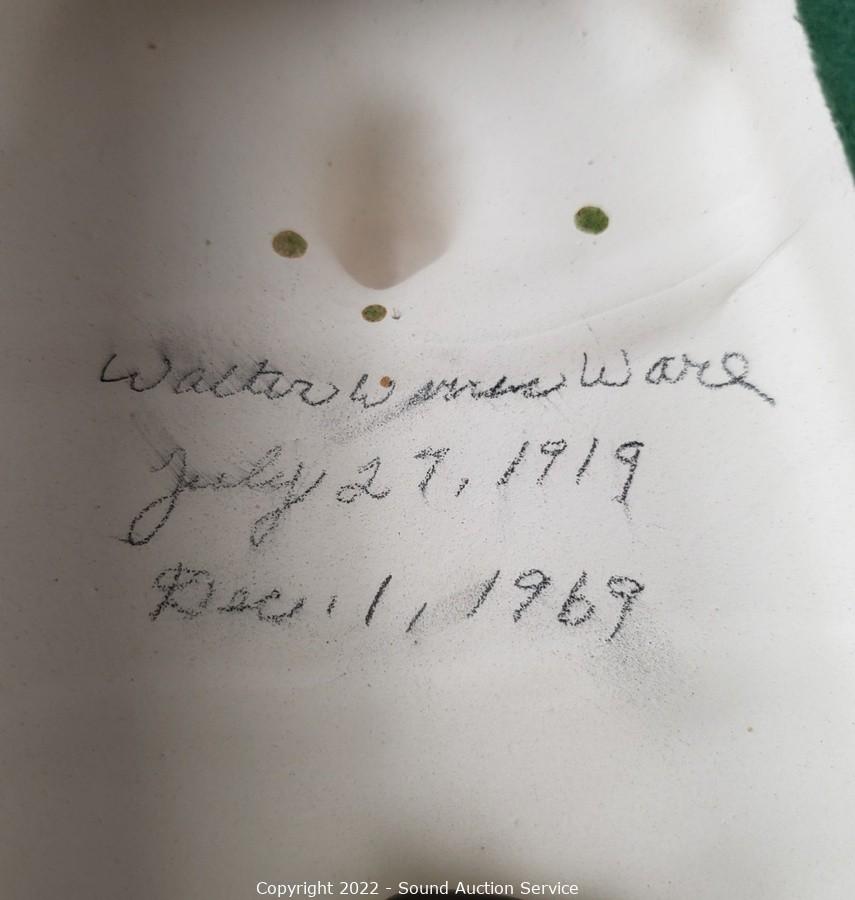 Walter Ware
July 27, 1919
Dec. 1, 1969
Copyright 2022 - Sound Auction Service